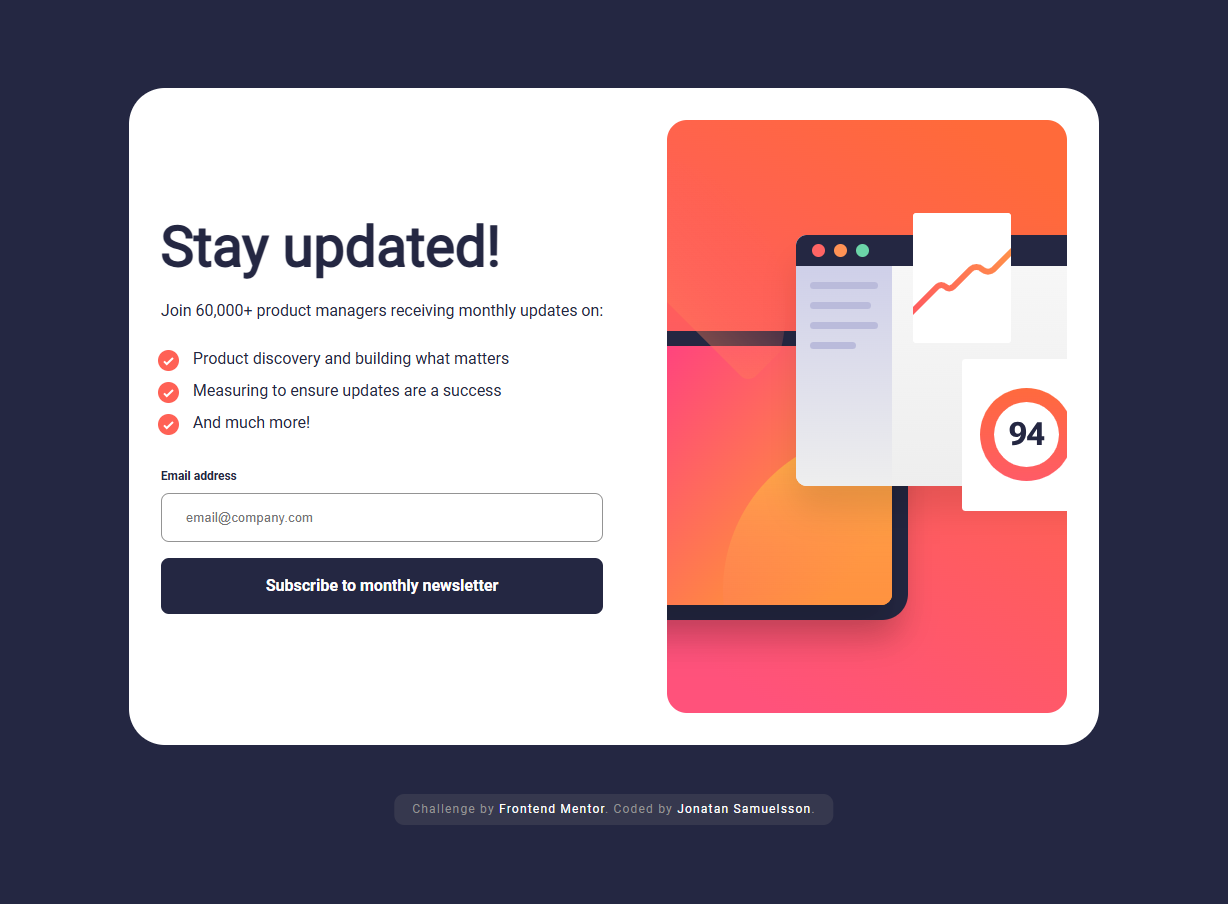 Stay updated!
Join 60,000+ product managers receiving monthly updates on:
Product discovery and building what matters
Measuring to ensure updates are a success
And much more!
Email address
email@company.com
Subscribe to monthly newsletter
94
Challenge by Frontend Mentor. Coded by Jonatan Samuelsson.